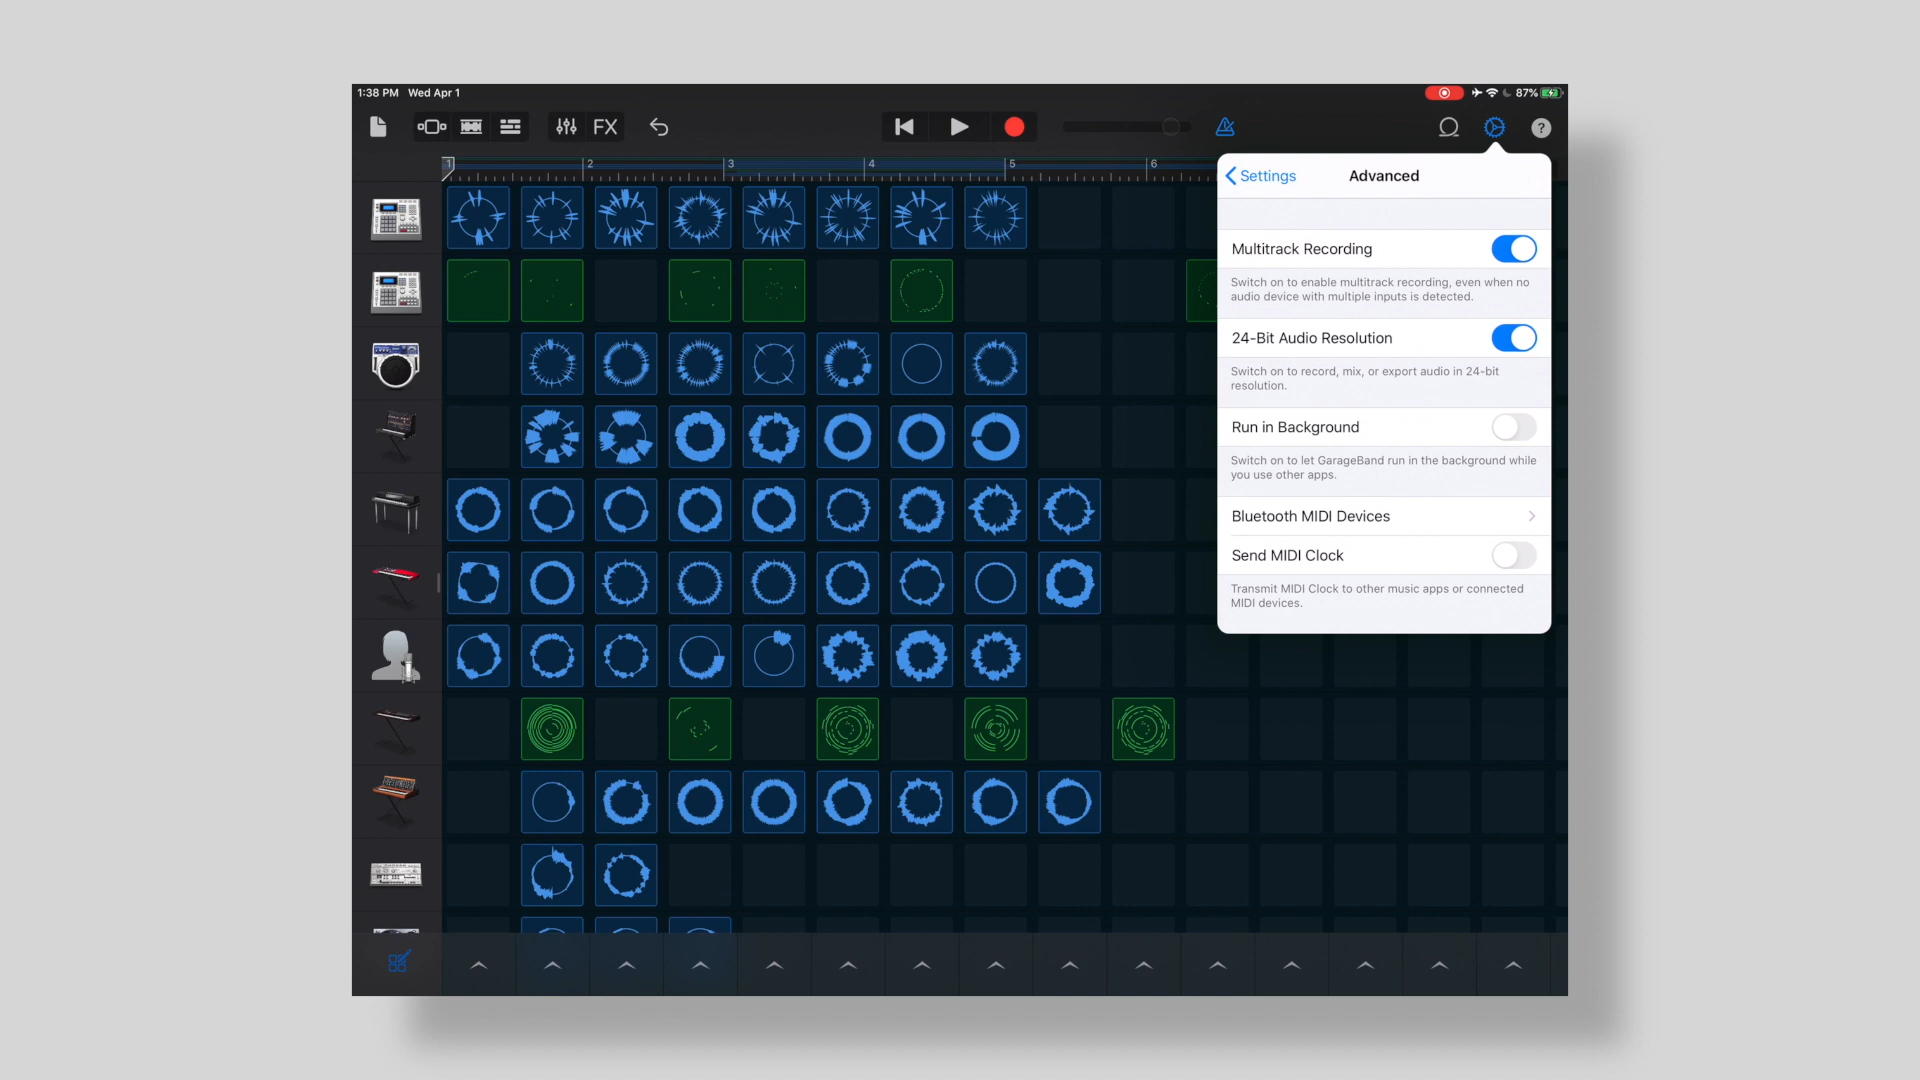 1:38 PM Wed Apr 1
87%
FX
?
1 2 3 4 5 6
Settings
Advanced
Multitrack Recording
Switch on to enable multitrack recording, even when no
audio device with multiple inputs is detected.
24-Bit Audio Resolution
Switch on to record, mix, or export audio in 24-bit
resolution.
Run in Background
Switch on to let GarageBand run in the background while
you use other apps.
Bluetooth MIDI Devices
Send MIDI Clock
Transmit MIDI Clock to other music apps or connected
MIDI devices.